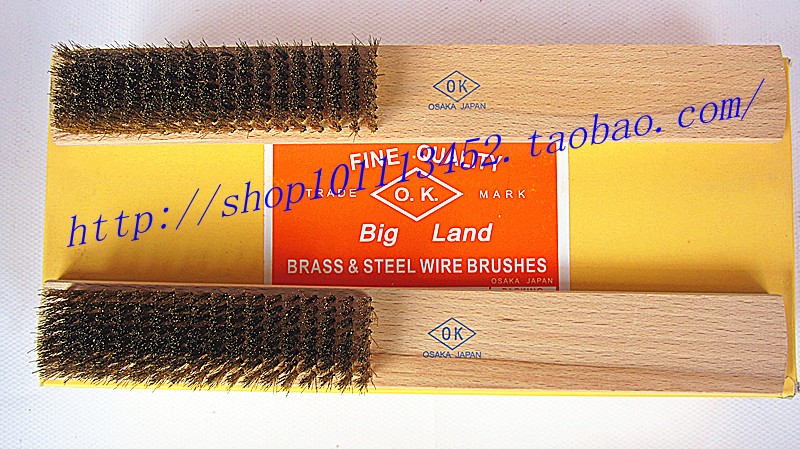 OK
OSAKA JAPAN
http://shop101113452.taobao.com/
FINE QUALITY
TRADE O.K. MARK
Big Land
BRASS & STEEL WIRE BRUSHES
OSAKA JAPAN
OK
OSAKA JAPAN